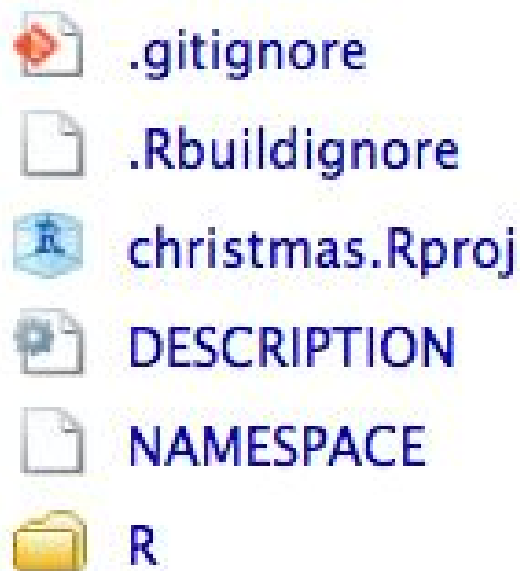 .gitignore
.Rbuildignore
christmas.Rproj
DESCRIPTION
NAMESPACE
R